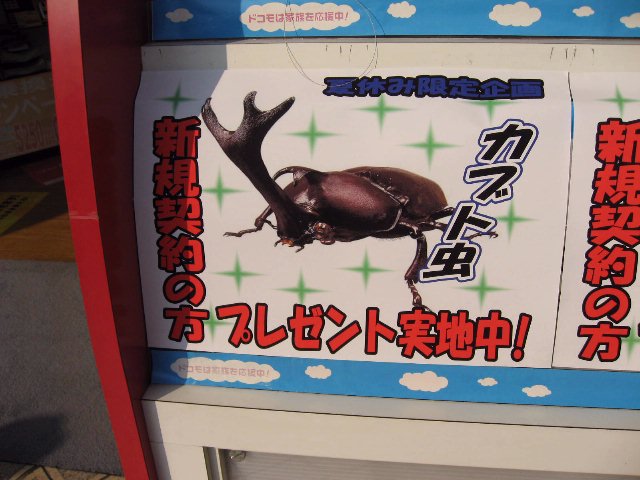 ドコモは家族を応援中！
夏休み限定企画
カブト虫
新規契約の方
プレゼント実地中！
新規契約の方
ドコモは家族を応援中！